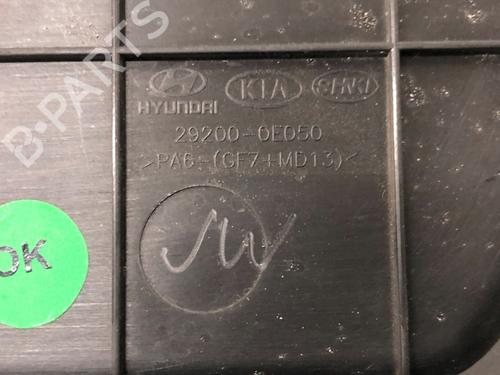 B-PARTS
HYUNDAI
KIA
29200-0E050
>PA6-(GF7+MD13)<
OK